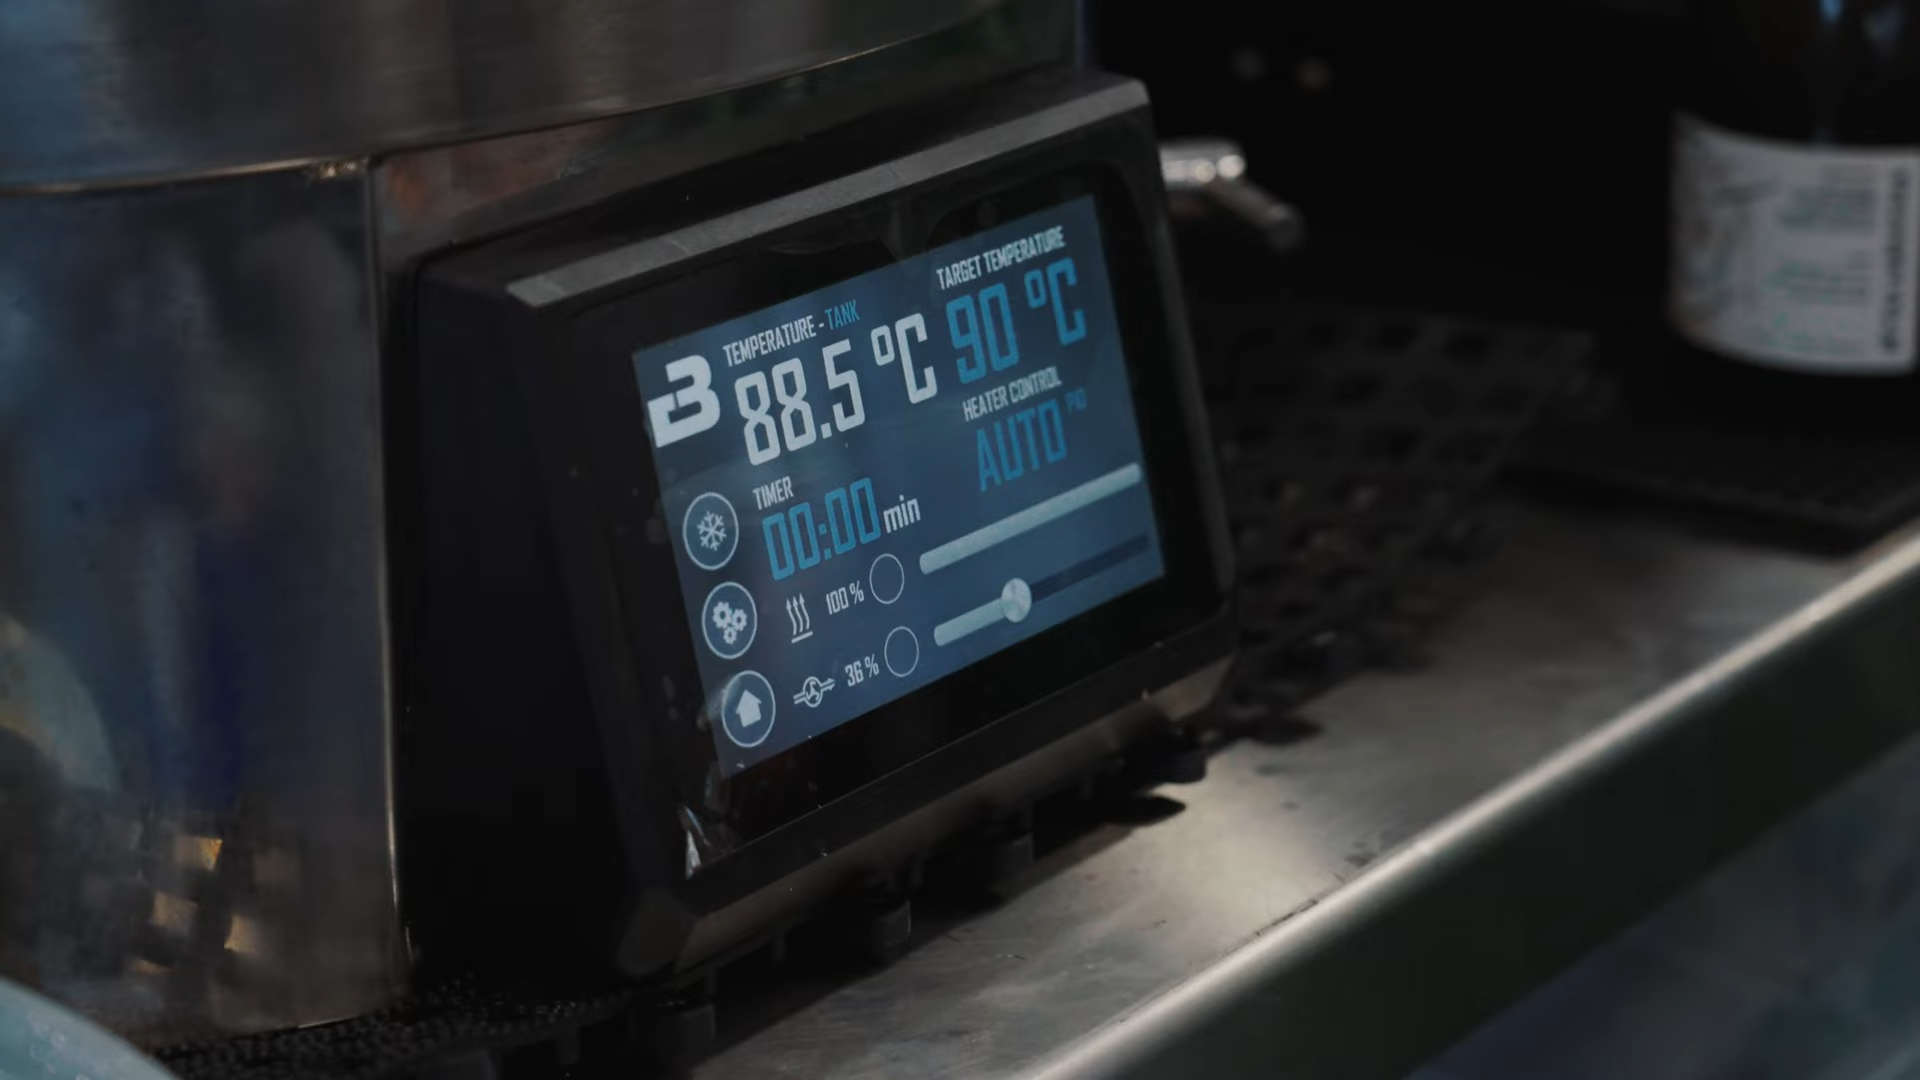 TEMPERATURE - TANK
88.5 °C
TARGET TEMPERATURE
90 °C
HEATER CONTROL
AUTO PID
TIMER
00:00 min
100 %
36 %